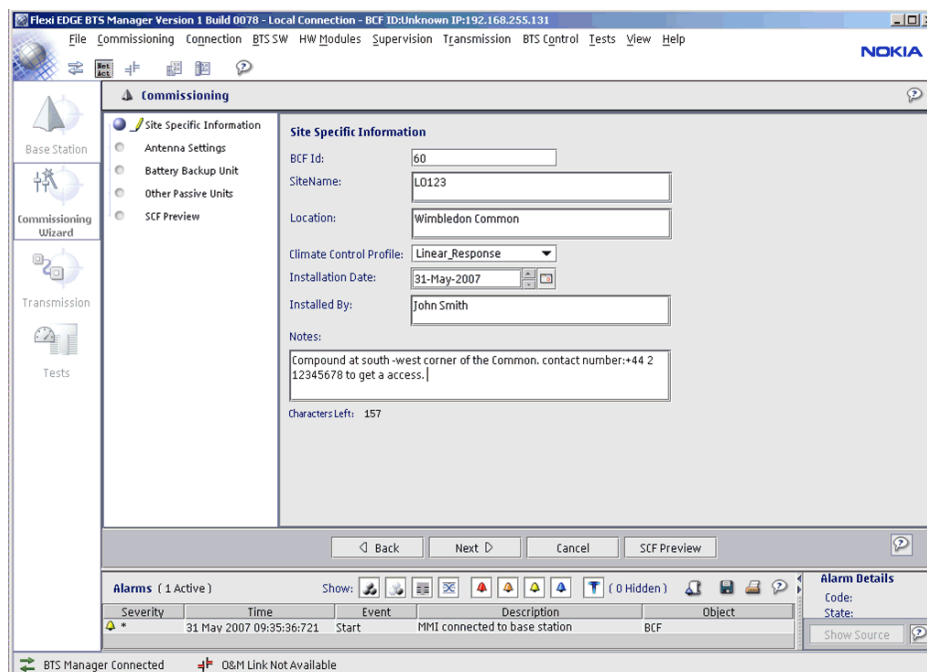 Flexi EDGE BTS Manager Version 1 Build 0078 - Local Connection - BCF ID:Unknown IP:192.168.255.131
File Commissioning Connection BTS SW HW Modules Supervision Transmission BTS Control Tests View Help
NOKIA
Net Act
Commissioning
Base Station
Commissioning Wizard
Transmission
Tests
Site Specific Information
Antenna Settings
Battery Backup Unit
Other Passive Units
SCF Preview
Site Specific Information
BCF Id: 60
SiteName: LO123
Location: Wimbledon Common
Climate Control Profile: Linear_Response
Installation Date: 31-May-2007
Installed By: John Smith
Notes:
Compound at south -west corner of the Common. contact number:+44 2
12345678 to get a access.
Characters Left: 157
Back Next Cancel SCF Preview
Alarms ( 1 Active ) Show: ( 0 Hidden )
Severity Time Event Description Object
* 31 May 2007 09:35:36:721 Start MMI connected to base station BCF
Alarm Details
Code:
State:
Show Source
BTS Manager Connected O&M Link Not Available